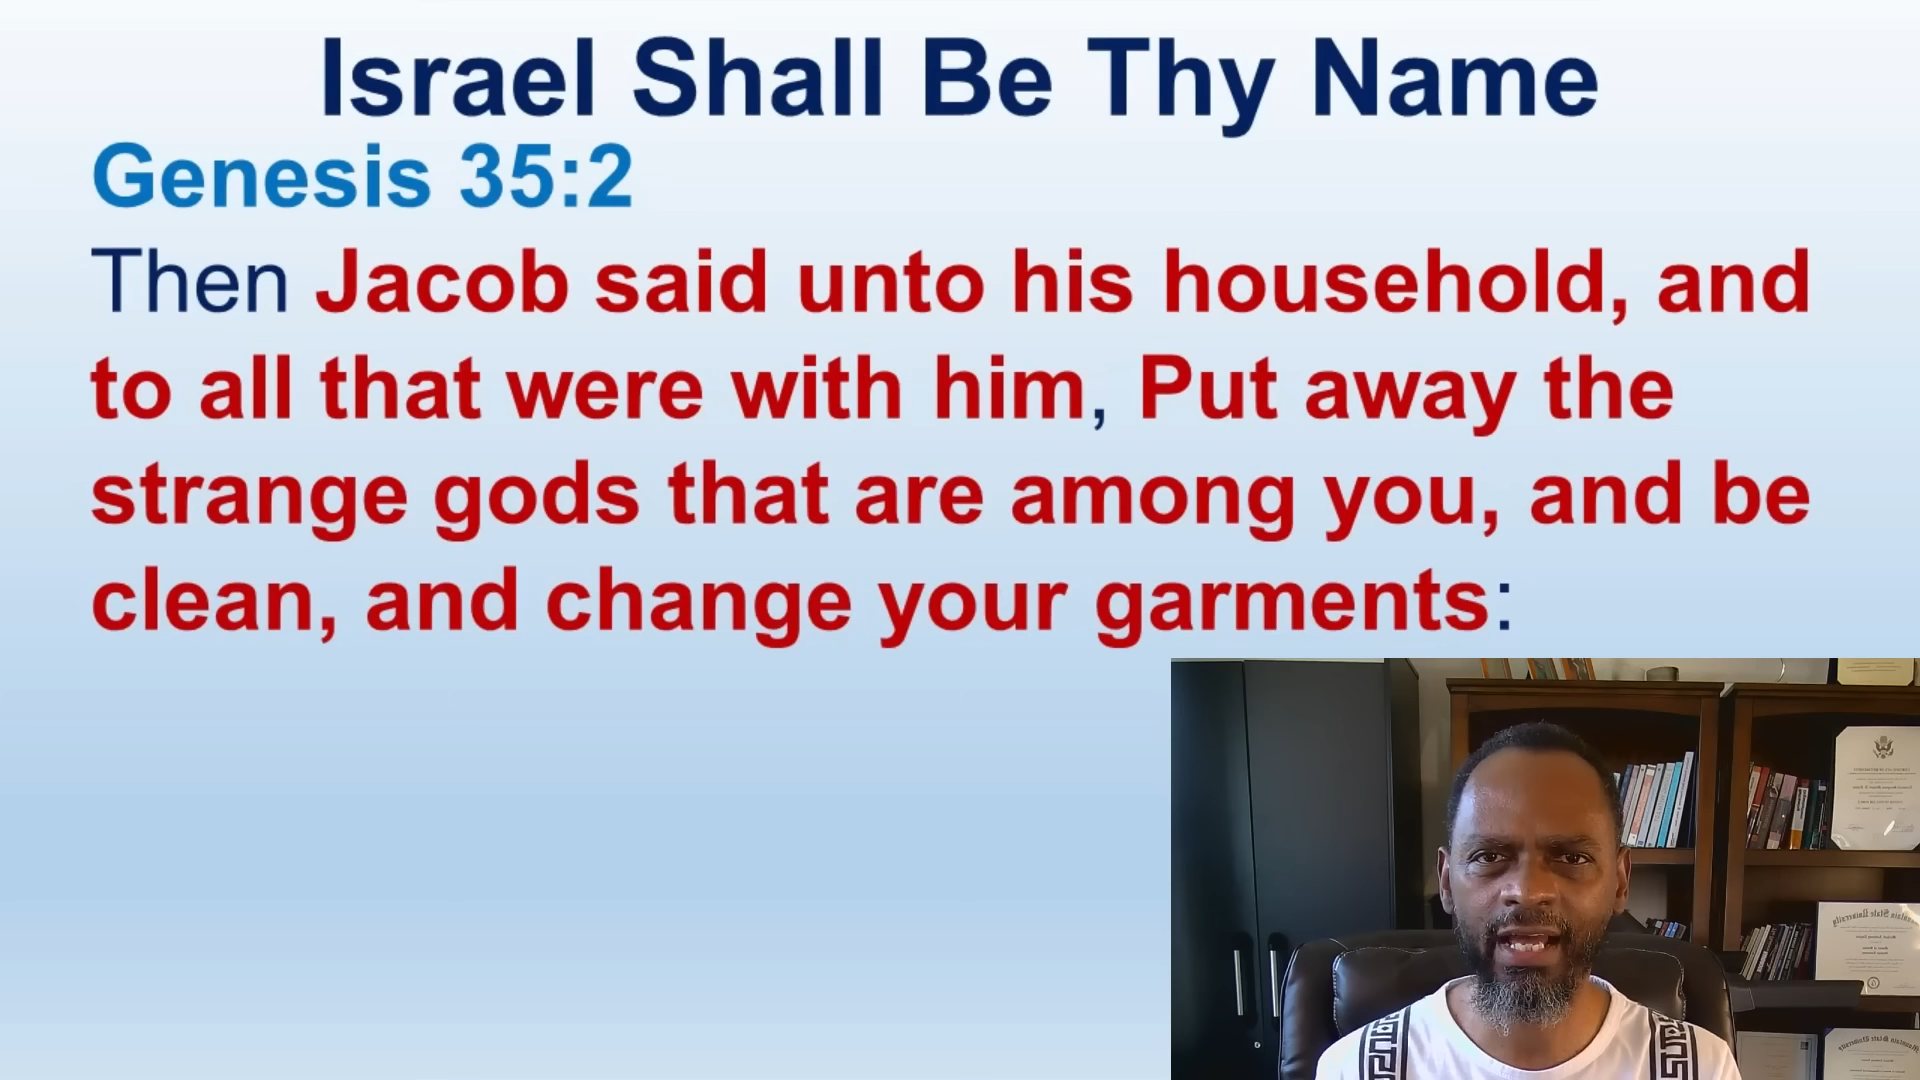 Israel Shall Be Thy Name
Genesis 35:2
Then Jacob said unto his household, and
to all that were with him, Put away the
strange gods that are among you, and be
clean, and change your garments: